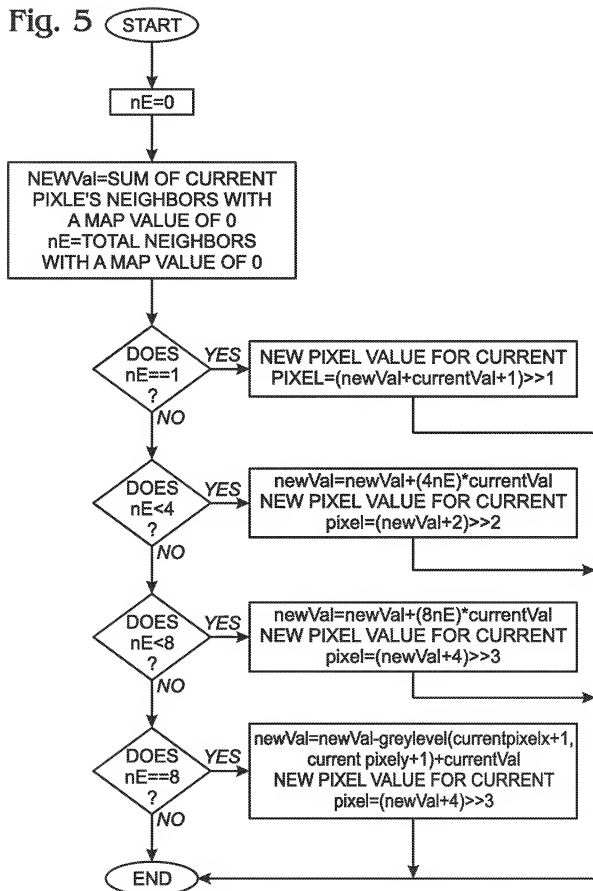 Fig. 5
START
nE=0
NEWVal=SUM OF CURRENT
PIXLE'S NEIGHBORS WITH
A MAP VALUE OF 0
nE=TOTAL NEIGHBORS
WITH A MAP VALUE OF 0
DOES
nE==1
?
YES
NO
NEW PIXEL VALUE FOR CURRENT
PIXEL=(newVal+currentVal+1)>>1
DOES
nE<4
?
YES
NO
newVal=newVal+(4nE)*currentVal
NEW PIXEL VALUE FOR CURRENT
pixel=(newVal+2)>>2
DOES
nE<8
?
YES
NO
newVal=newVal+(8nE)*currentVal
NEW PIXEL VALUE FOR CURRENT
pixel=(newVal+4)>>3
DOES
nE==8
?
YES
NO
newVal=newVal-greylevel(currentpixelx+1,
current pixely+1)+currentVal
NEW PIXEL VALUE FOR CURRENT
pixel=(newVal+4)>>3
END